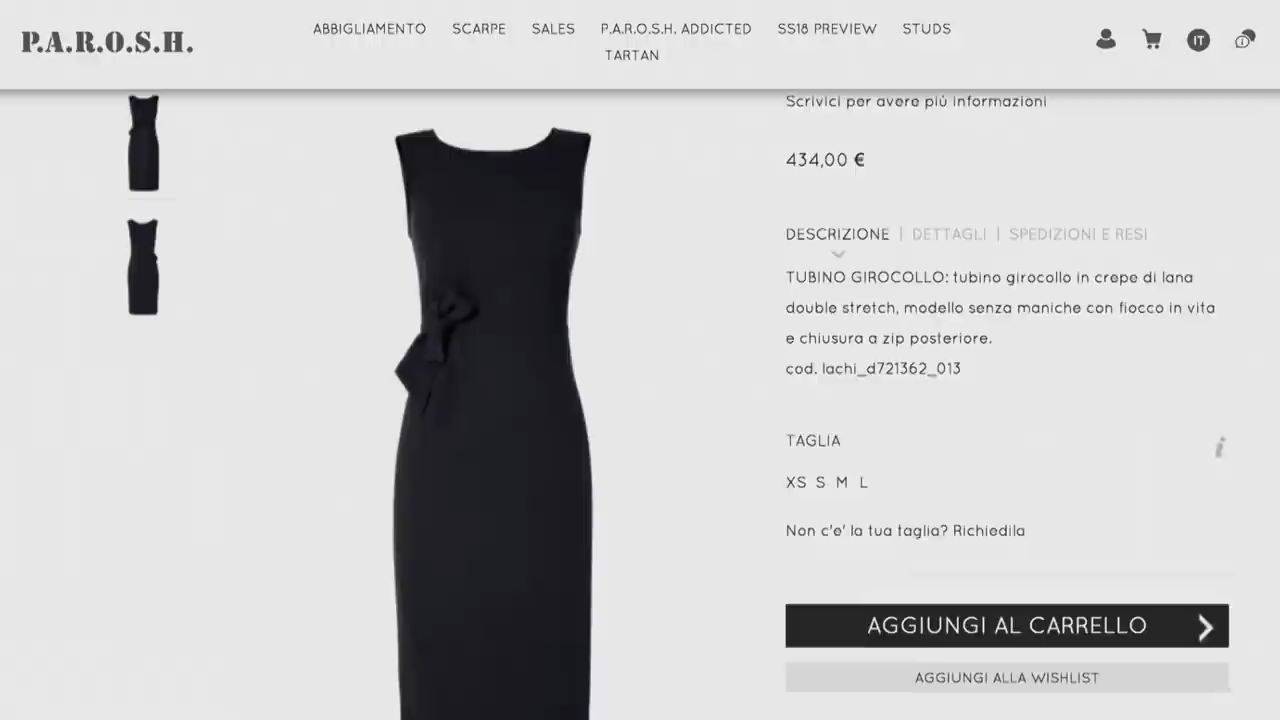 P.A.R.O.S.H.
ABBIGLIAMENTO SCARPE SALES P.A.R.O.S.H. ADDICTED SS18 PREVIEW STUDS
TARTAN
IT
Scrivici per avere più informazioni
434,00 €
DESCRIZIONE | DETTAGLI | SPEDIZIONI E RESI
TUBINO GIROCOLLO: tubino girocollo in crepe di lana
double stretch, modello senza maniche con fiocco in vita
e chiusura a zip posteriore.
cod. lachi_d721362_013
TAGLIA
i
XS S M L
Non c'e' la tua taglia? Richiedila
AGGIUNGI AL CARRELLO
AGGIUNGI ALLA WISHLIST